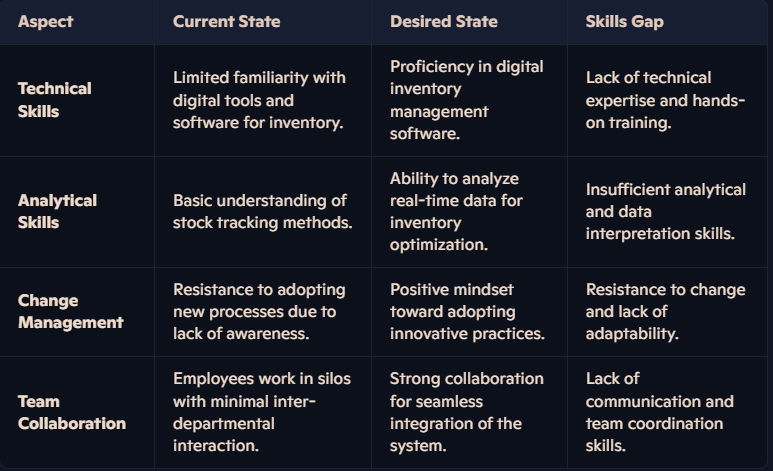 Aspect
Current State
Desired State
Skills Gap
Technical
Skills
Limited familiarity with
digital tools and
software for inventory.
Proficiency in digital
inventory
management
software.
Lack of technical
expertise and hands-
on training.
Analytical
Skills
Basic understanding of
stock tracking methods.
Ability to analyze
real-time data for
inventory
optimization.
Insufficient analytical
and data
interpretation skills.
Change
Management
Resistance to adopting
new processes due to
lack of awareness.
Positive mindset
toward adopting
innovative practices.
Resistance to change
and lack of
adaptability.
Team
Collaboration
Employees work in silos
with minimal inter-
departmental
interaction.
Strong collaboration
for seamless
integration of the
system.
Lack of
communication and
team coordination
skills.